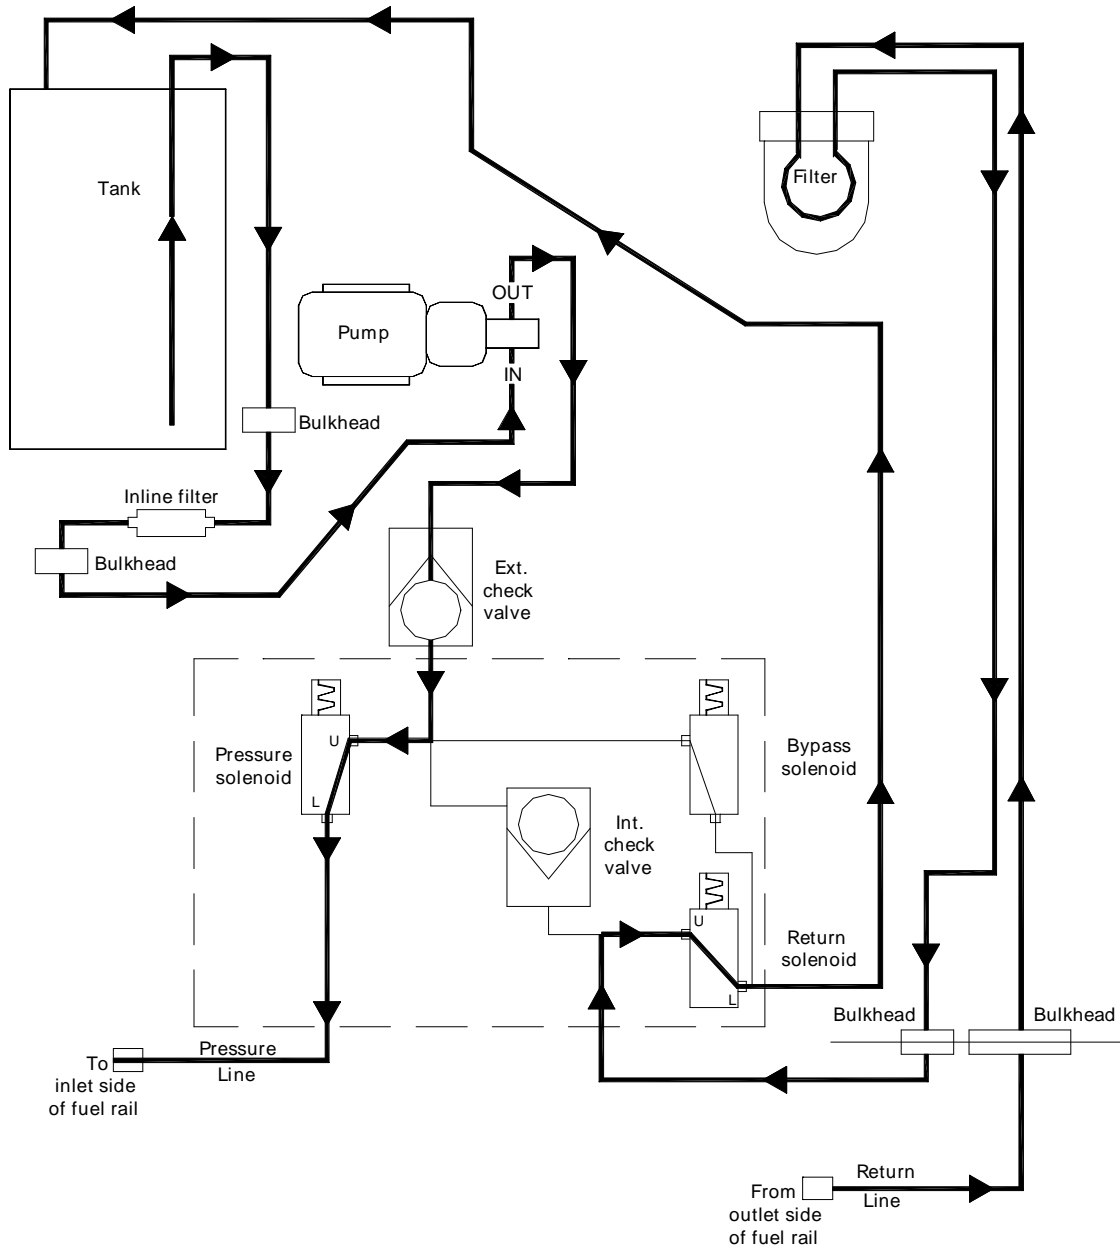 Tank
Filter
OUT
Pump
IN
Bulkhead
Inline filter
Bulkhead
Ext.
check
valve
U
Pressure
solenoid
L
Bypass
solenoid
Int.
check
valve
U
Return
solenoid
L
Bulkhead
Bulkhead
Pressure
Line
To
inlet side
of fuel rail
Return
Line
From
outlet side
of fuel rail